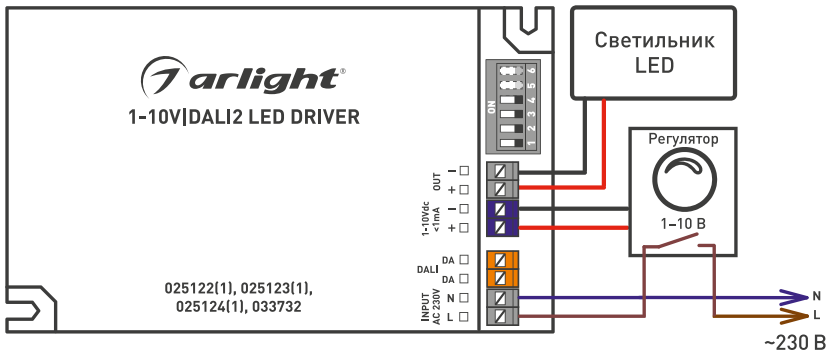 arlight®
1-10V|DALI2 LED DRIVER
025122(1), 025123(1),
025124(1), 033732
ON
1 2 3 4 5 6
OUT
−
+
1-10Vdc
<1mA
−
+
DALI
DA
DA
INPUT
AC 230V
N
L
Светильник
LED
Регулятор
1–10 В
N
L
~230 В